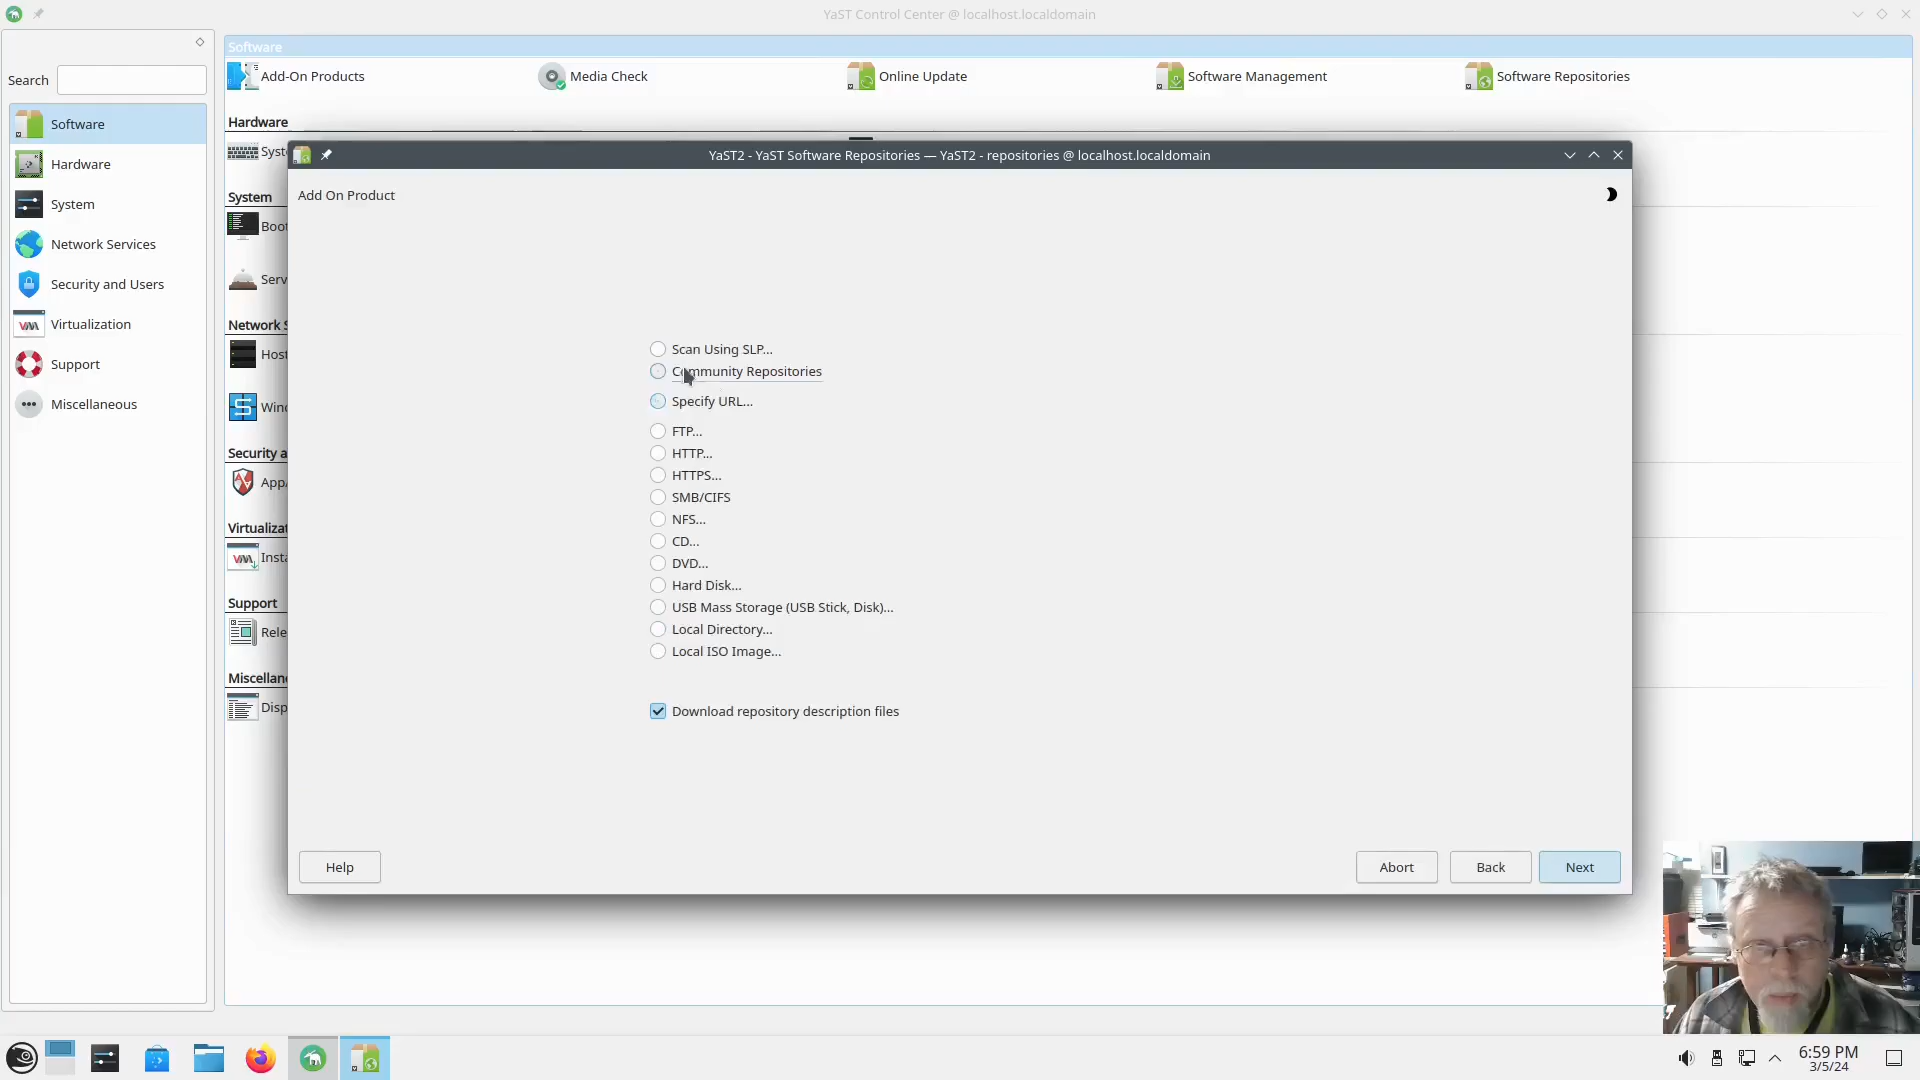 YaST Control Center @ localhost.localdomain
Search
Software
Hardware
System
Network Services
Security and Users
Virtualization
Support
Miscellaneous
Software
Add-On Products
Media Check
Online Update
Software Management
Software Repositories
Hardware
Syst
System
Boot
Serv
Network S
Host
Wind
Security a
App
Virtualizat
Insta
Support
Rele
Miscellane
Disp
YaST2 - YaST Software Repositories — YaST2 - repositories @ localhost.localdomain
Add On Product
Scan Using SLP...
Community Repositories
Specify URL...
FTP...
HTTP...
HTTPS...
SMB/CIFS
NFS...
CD...
DVD...
Hard Disk...
USB Mass Storage (USB Stick, Disk)...
Local Directory...
Local ISO Image...
Download repository description files
Help
Abort
Back
Next
6:59 PM
3/5/24